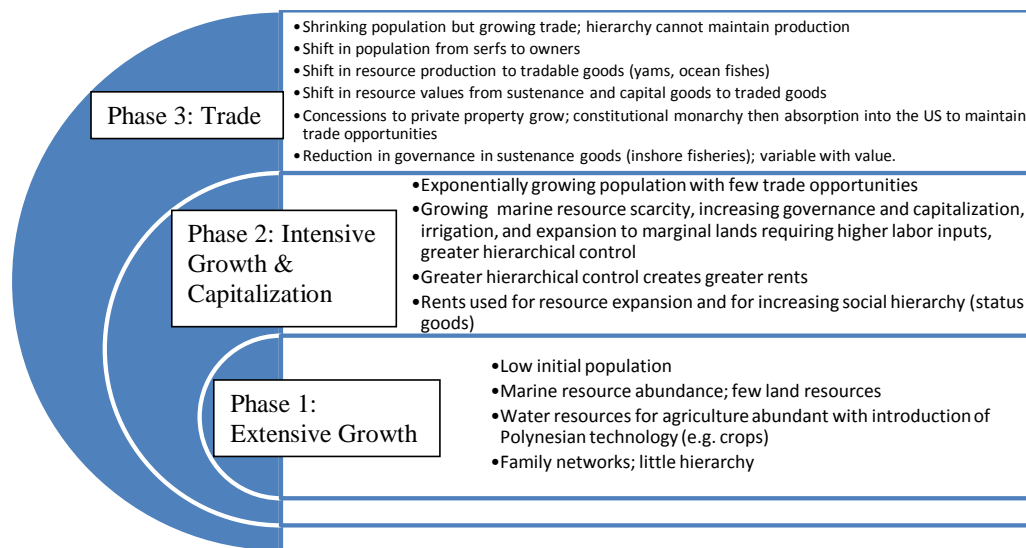 •Shrinking population but growing trade; hierarchy cannot maintain production
•Shift in population from serfs to owners
•Shift in resource production to tradable goods (yams, ocean fishes)
•Shift in resource values from sustenance and capital goods to traded goods
•Concessions to private property grow; constitutional monarchy then absorption into the US to maintain
trade opportunities
•Reduction in governance in sustenance goods (inshore fisheries); variable with value.
Phase 3: Trade
•Exponentially growing population with few trade opportunities
•Growing marine resource scarcity, increasing governance and capitalization,
irrigation, and expansion to marginal lands requiring higher labor inputs,
greater hierarchical control
•Greater hierarchical control creates greater rents
•Rents used for resource expansion and for increasing social hierarchy (status
goods)
Phase 2: Intensive
Growth &
Capitalization
•Low initial population
•Marine resource abundance; few land resources
•Water resources for agriculture abundant with introduction of
Polynesian technology (e.g. crops)
•Family networks; little hierarchy
Phase 1:
Extensive Growth